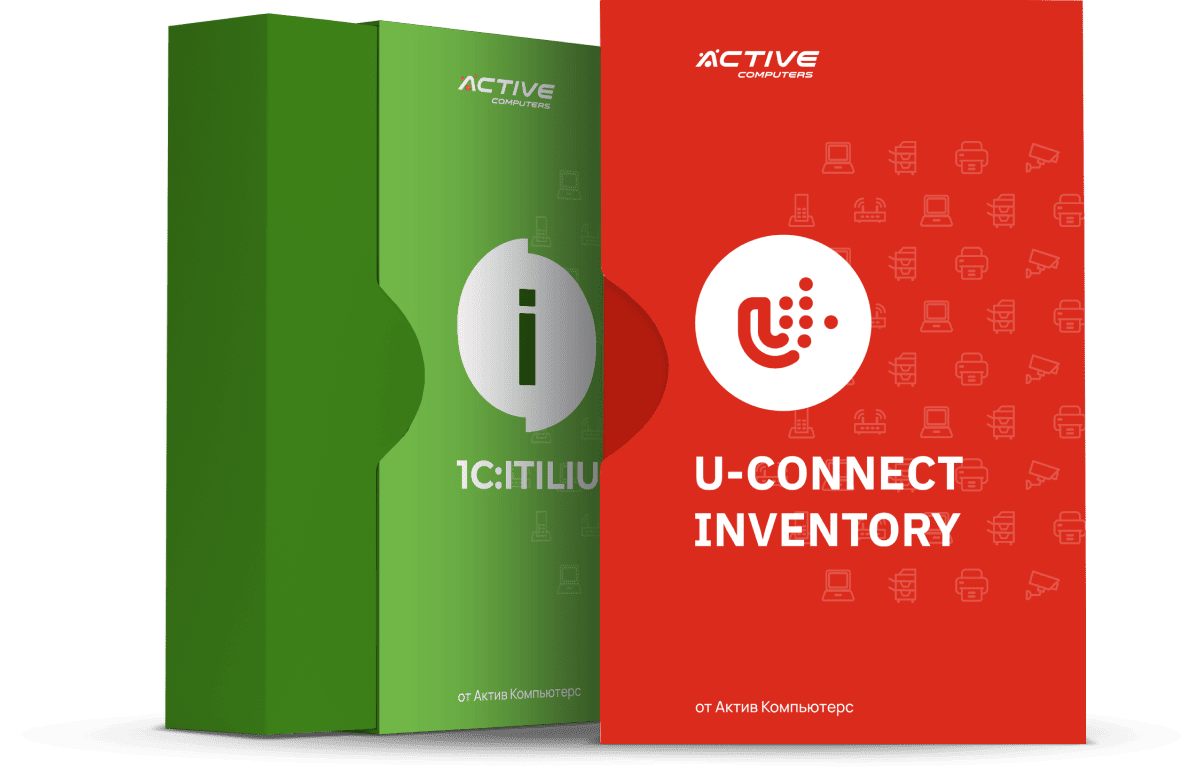 ACTIVE
COMPUTERS
1C:ITILIU
от Актив Компьютерс
ACTIVE
COMPUTERS
U-CONNECT
INVENTORY
от Актив Компьютерс